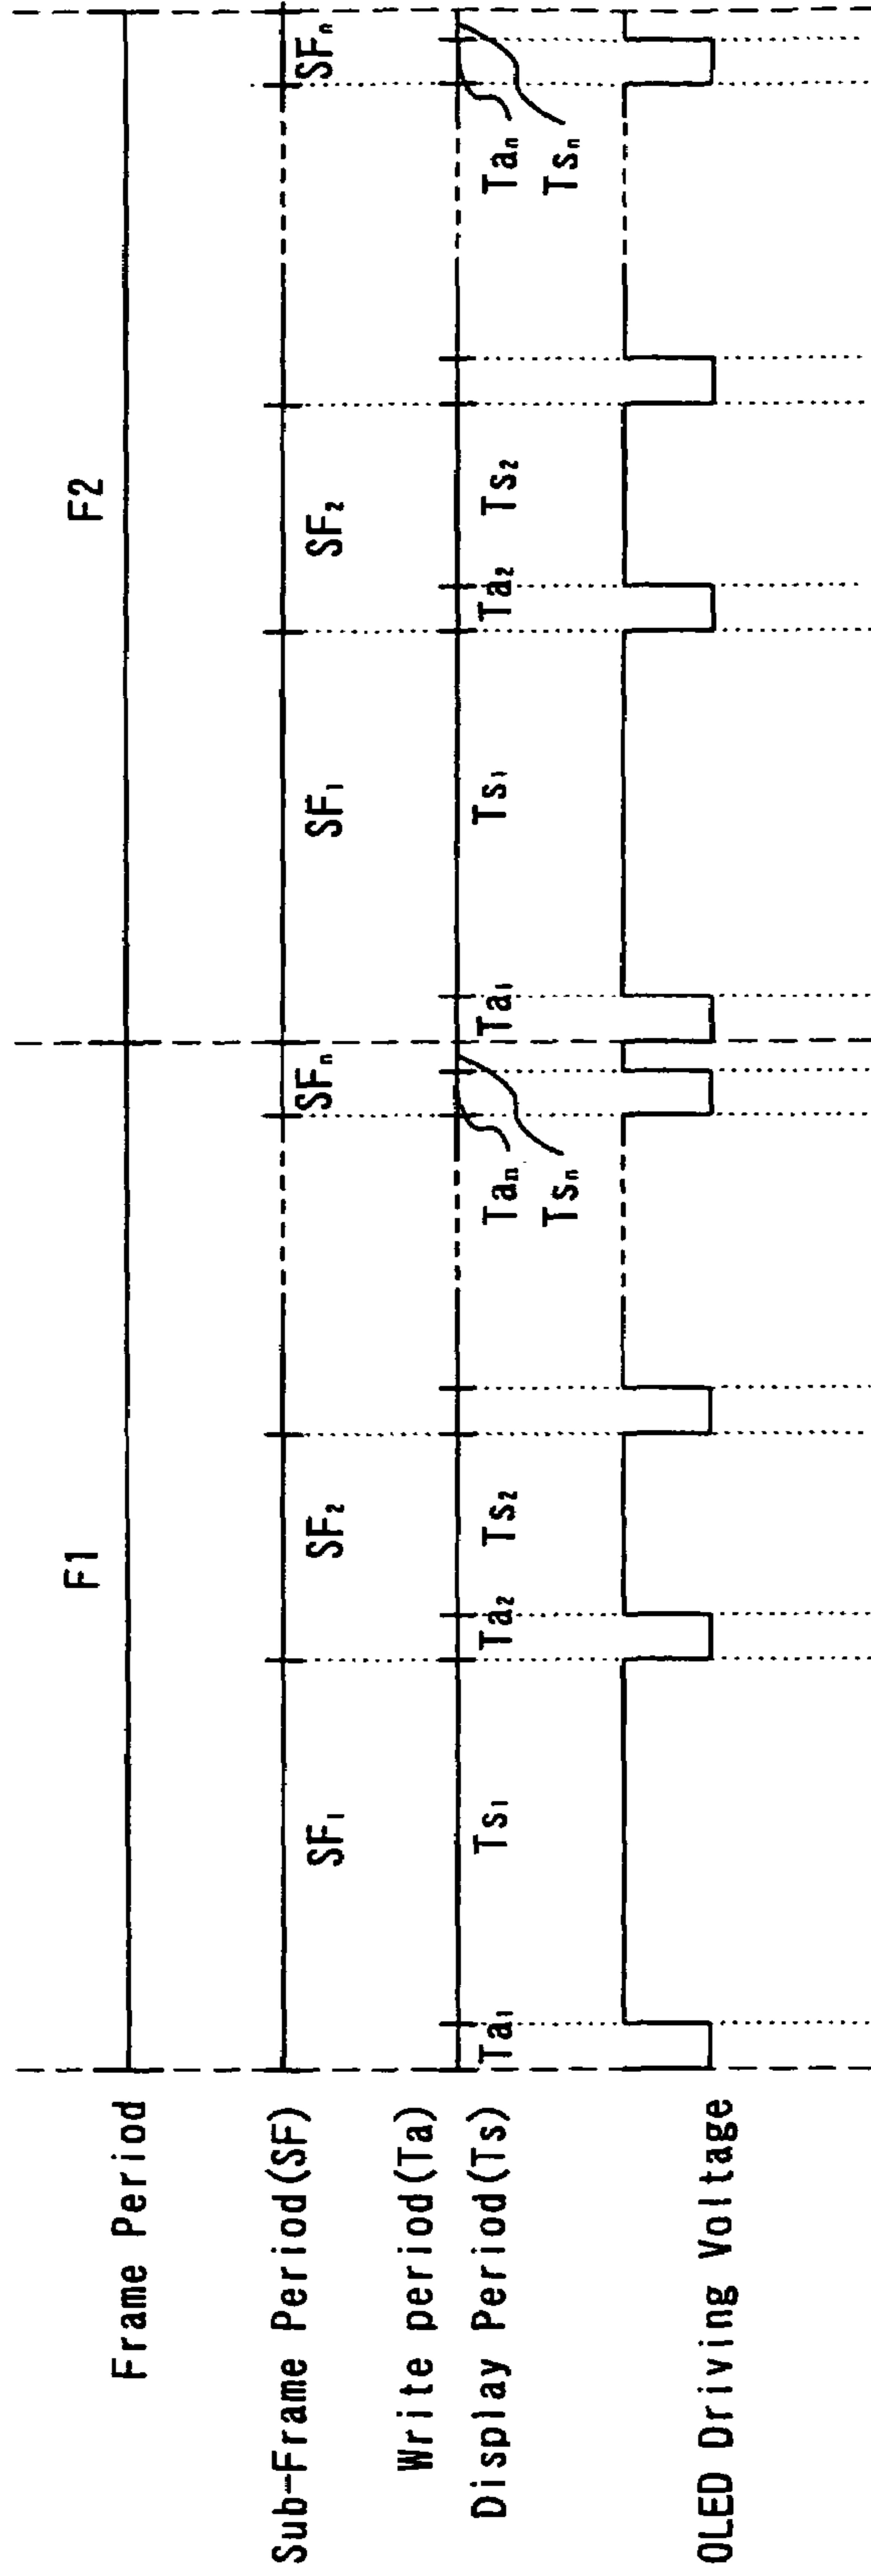 Frame Period
F1
F2
Sub-Frame Period(SF)
SF₁
SF₂
SFₙ
SF₁
SF₂
SFₙ
Write period(Ta)
Display Period(Ts)
Ta₁
Ts₁
Ta₂
Ts₂
Taₙ
Tsₙ
Ta₁
Ts₁
Ta₂
Ts₂
Taₙ
Tsₙ
OLED Driving Voltage